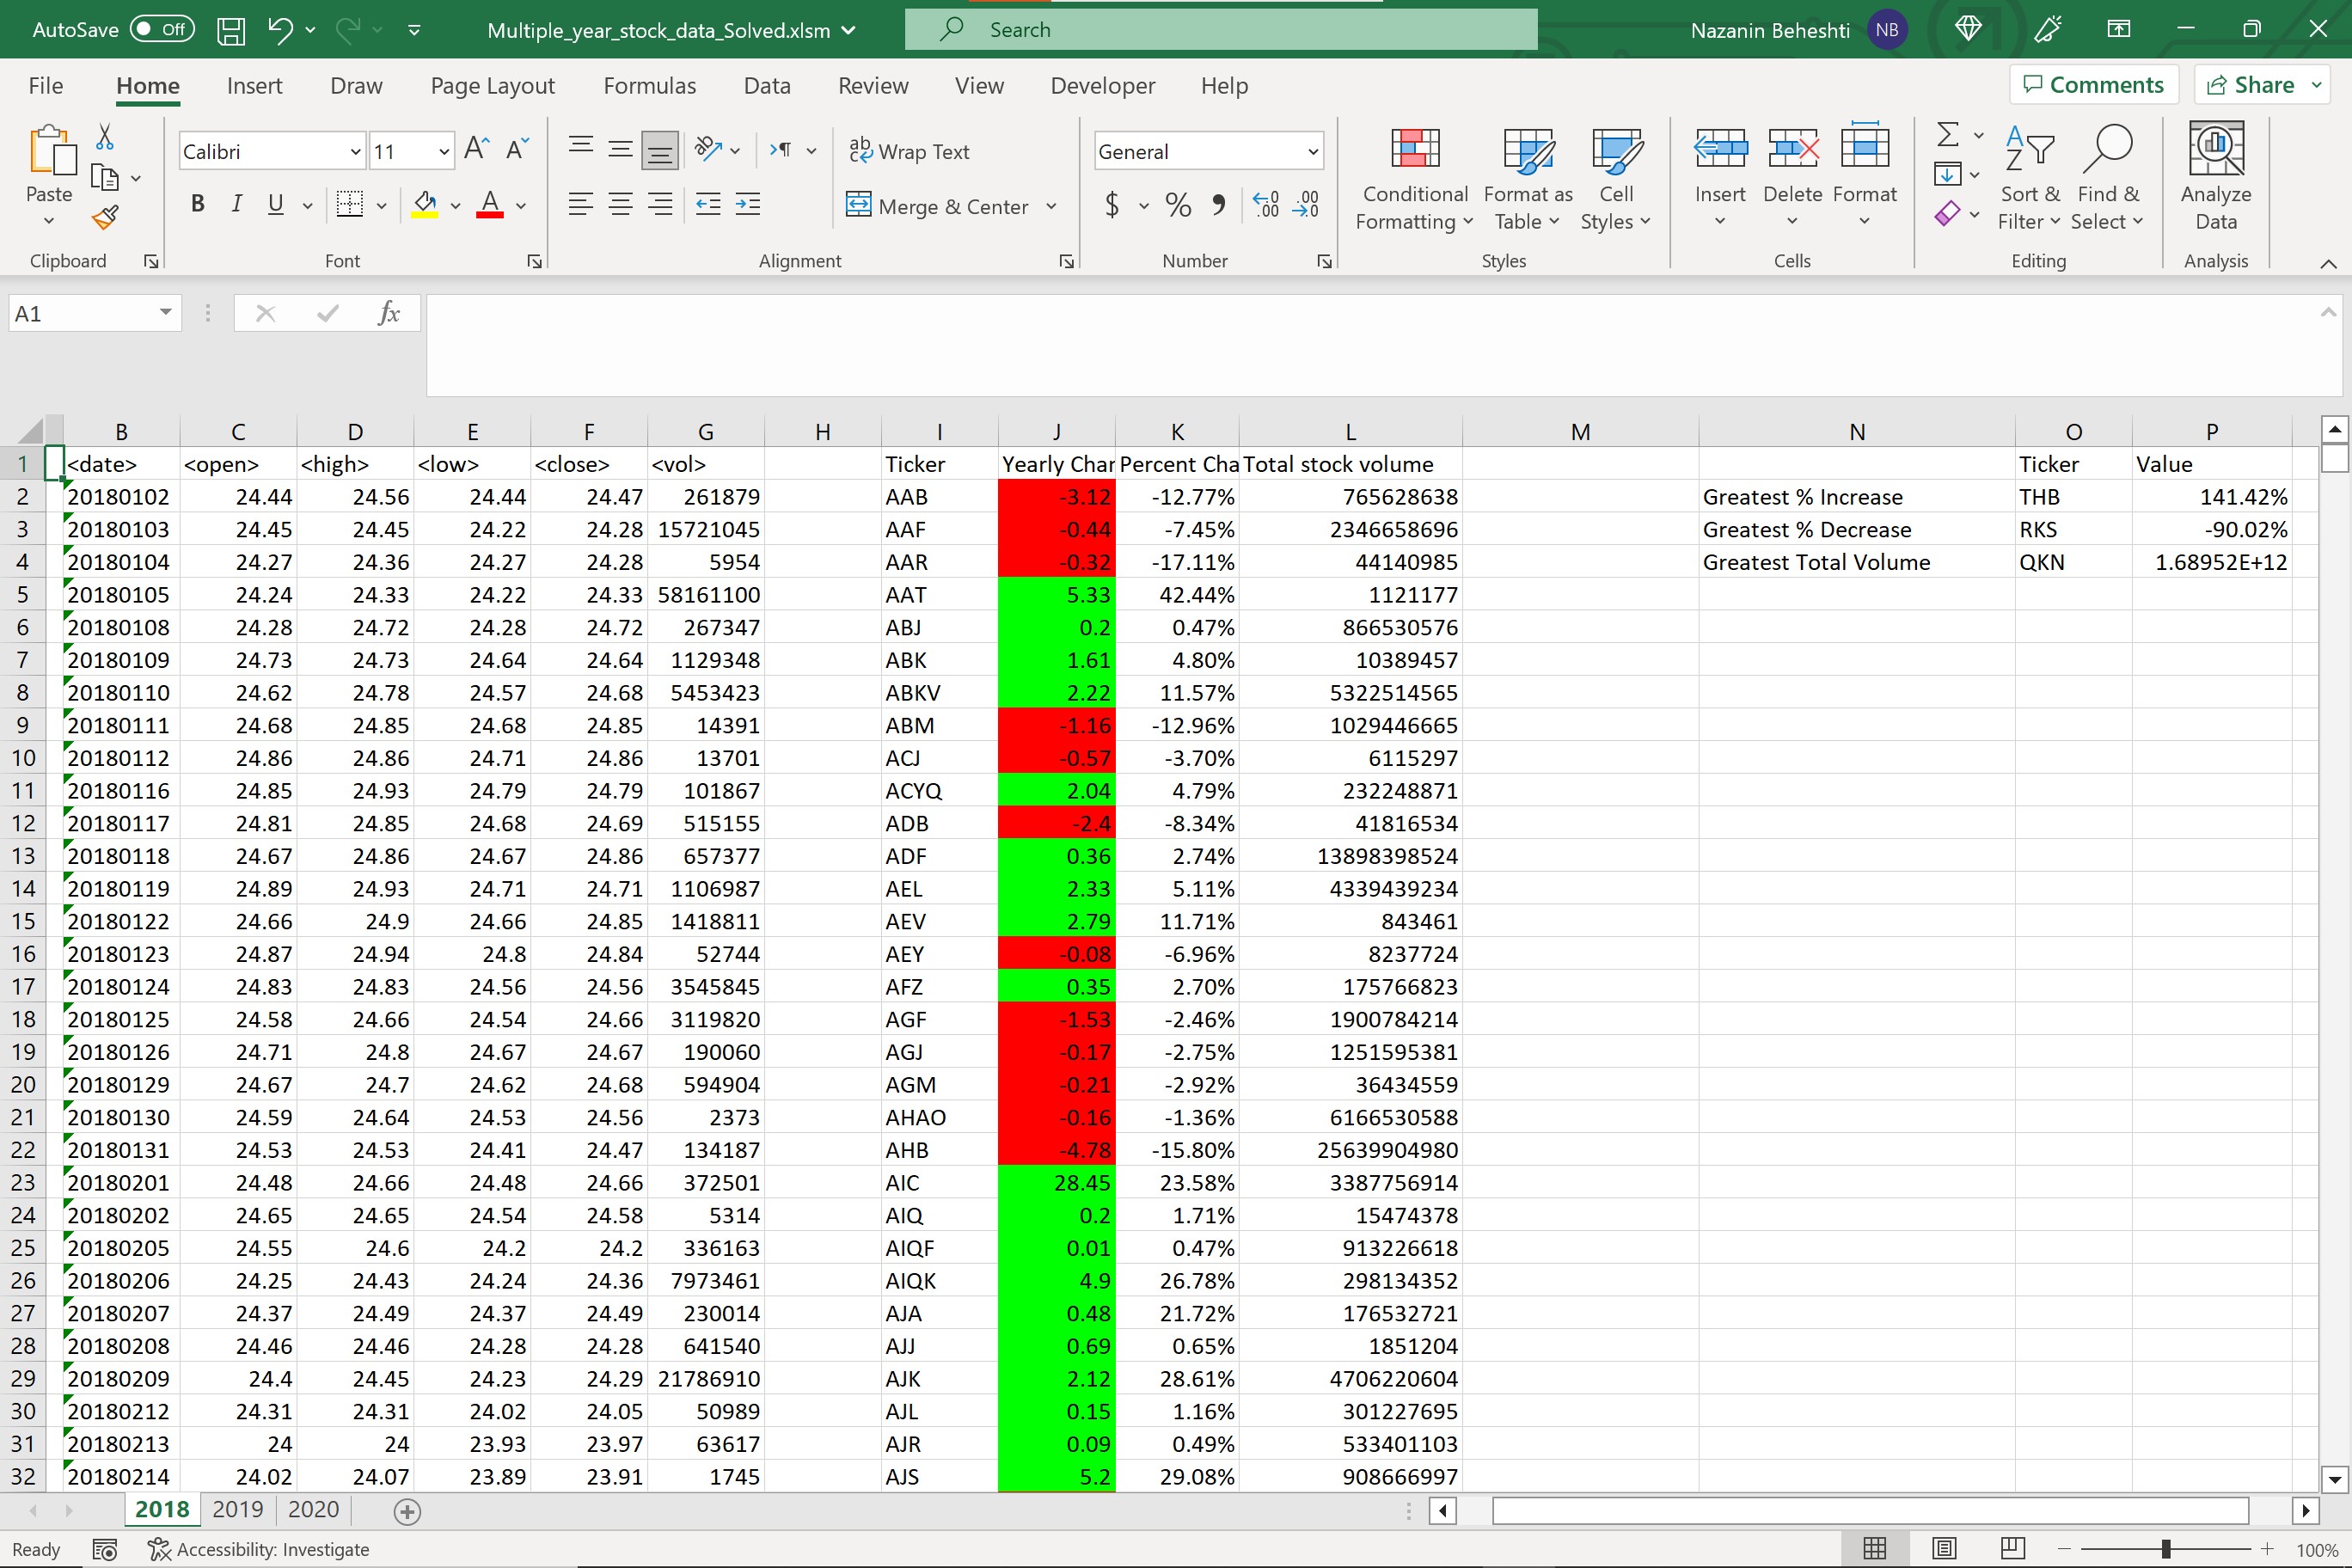 AutoSave Off Multiple_year_stock_data_Solved.xlsm Search Nazanin Beheshti NB
File Home Insert Draw Page Layout Formulas Data Review View Developer Help Comments Share
Calibri 11 ab Wrap Text General
Paste B I U A Merge & Center $ % Conditional Formatting Format as Table Cell Styles Insert Delete Format Sort & Filter Find & Select Analyze Data
Clipboard Font Alignment Number Styles Cells Editing Analysis
A1 fx
B C D E F G H I J K L M N O P
1 <date> <open> <high> <low> <close> <vol> Ticker Yearly Char Percent Cha Total stock volume Ticker Value
2 20180102 24.44 24.56 24.44 24.47 261879 AAB -3.12 -12.77% 765628638 Greatest % Increase THB 141.42%
3 20180103 24.45 24.45 24.22 24.28 15721045 AAF -0.44 -7.45% 2346658696 Greatest % Decrease RKS -90.02%
4 20180104 24.27 24.36 24.27 24.28 5954 AAR -0.32 -17.11% 44140985 Greatest Total Volume QKN 1.68952E+12
5 20180105 24.24 24.33 24.22 24.33 58161100 AAT 5.33 42.44% 1121177
6 20180108 24.28 24.72 24.28 24.72 267347 ABJ 0.2 0.47% 866530576
7 20180109 24.73 24.73 24.64 24.64 1129348 ABK 1.61 4.80% 10389457
8 20180110 24.62 24.78 24.57 24.68 5453423 ABKV 2.22 11.57% 5322514565
9 20180111 24.68 24.85 24.68 24.85 14391 ABM -1.16 -12.96% 1029446665
10 20180112 24.86 24.86 24.71 24.86 13701 ACJ -0.57 -3.70% 6115297
11 20180116 24.85 24.93 24.79 24.79 101867 ACYQ 2.04 4.79% 232248871
12 20180117 24.81 24.85 24.68 24.69 515155 ADB -2.4 -8.34% 41816534
13 20180118 24.67 24.86 24.67 24.86 657377 ADF 0.36 2.74% 13898398524
14 20180119 24.89 24.93 24.71 24.71 1106987 AEL 2.33 5.11% 4339439234
15 20180122 24.66 24.9 24.66 24.85 1418811 AEV 2.79 11.71% 843461
16 20180123 24.87 24.94 24.8 24.84 52744 AEY -0.08 -6.96% 8237724
17 20180124 24.83 24.83 24.56 24.56 3545845 AFZ 0.35 2.70% 175766823
18 20180125 24.58 24.66 24.54 24.66 3119820 AGF -1.53 -2.46% 1900784214
19 20180126 24.71 24.8 24.67 24.67 190060 AGJ -0.17 -2.75% 1251595381
20 20180129 24.67 24.7 24.62 24.68 594904 AGM -0.21 -2.92% 36434559
21 20180130 24.59 24.64 24.53 24.56 2373 AHAO -0.16 -1.36% 6166530588
22 20180131 24.53 24.53 24.41 24.47 134187 AHB -4.78 -15.80% 25639904980
23 20180201 24.48 24.66 24.48 24.66 372501 AIC 28.45 23.58% 3387756914
24 20180202 24.65 24.65 24.54 24.58 5314 AIQ 0.2 1.71% 15474378
25 20180205 24.55 24.6 24.2 24.2 336163 AIQF 0.01 0.47% 913226618
26 20180206 24.25 24.43 24.24 24.36 7973461 AIQK 4.9 26.78% 298134352
27 20180207 24.37 24.49 24.37 24.49 230014 AJA 0.48 21.72% 176532721
28 20180208 24.46 24.46 24.28 24.28 641540 AJJ 0.69 0.65% 1851204
29 20180209 24.4 24.45 24.23 24.29 21786910 AJK 2.12 28.61% 4706220604
30 20180212 24.31 24.31 24.02 24.05 50989 AJL 0.15 1.16% 301227695
31 20180213 24 24 23.93 23.97 63617 AJR 0.09 0.49% 533401103
32 20180214 24.02 24.07 23.89 23.91 1745 AJS 5.2 29.08% 908666997
2018 2019 2020
Ready Accessibility: Investigate 100%